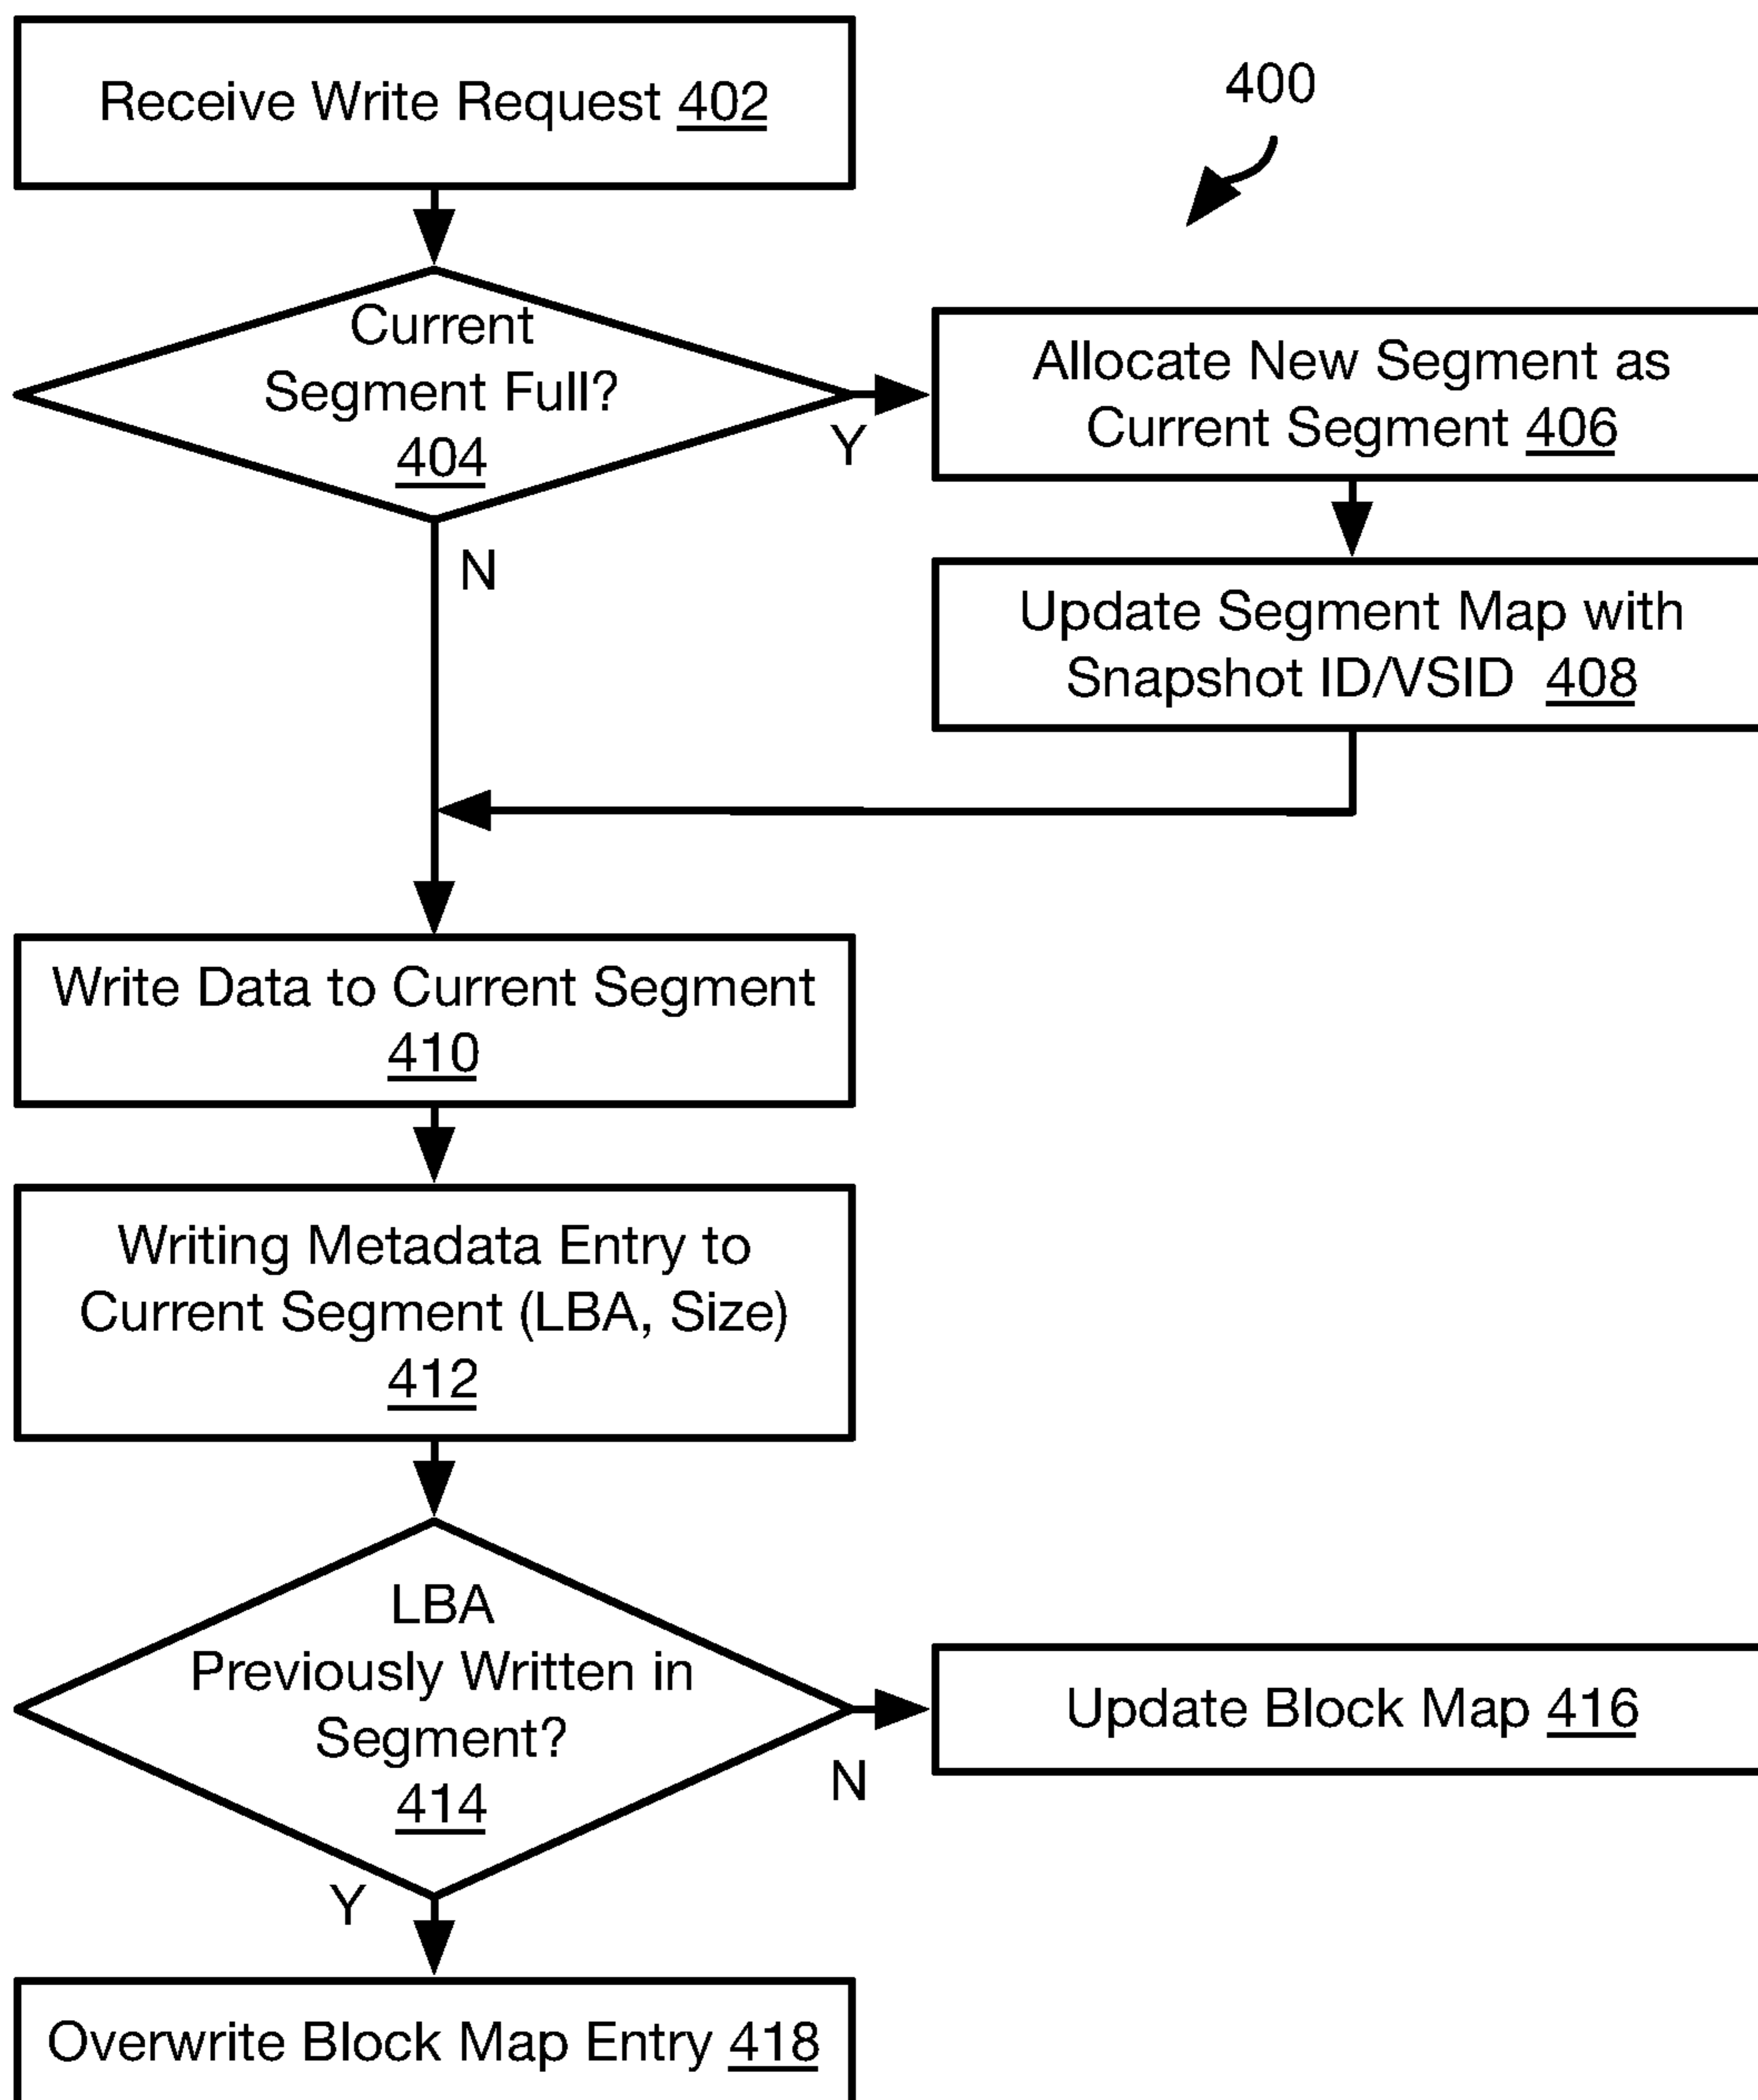 Receive Write Request 402
400
Current
Segment Full?
404
Y
N
Allocate New Segment as
Current Segment 406
Update Segment Map with
Snapshot ID/VSID 408
Write Data to Current Segment
410
Writing Metadata Entry to
Current Segment (LBA, Size)
412
LBA
Previously Written in
Segment?
414
N
Y
Update Block Map 416
Overwrite Block Map Entry 418